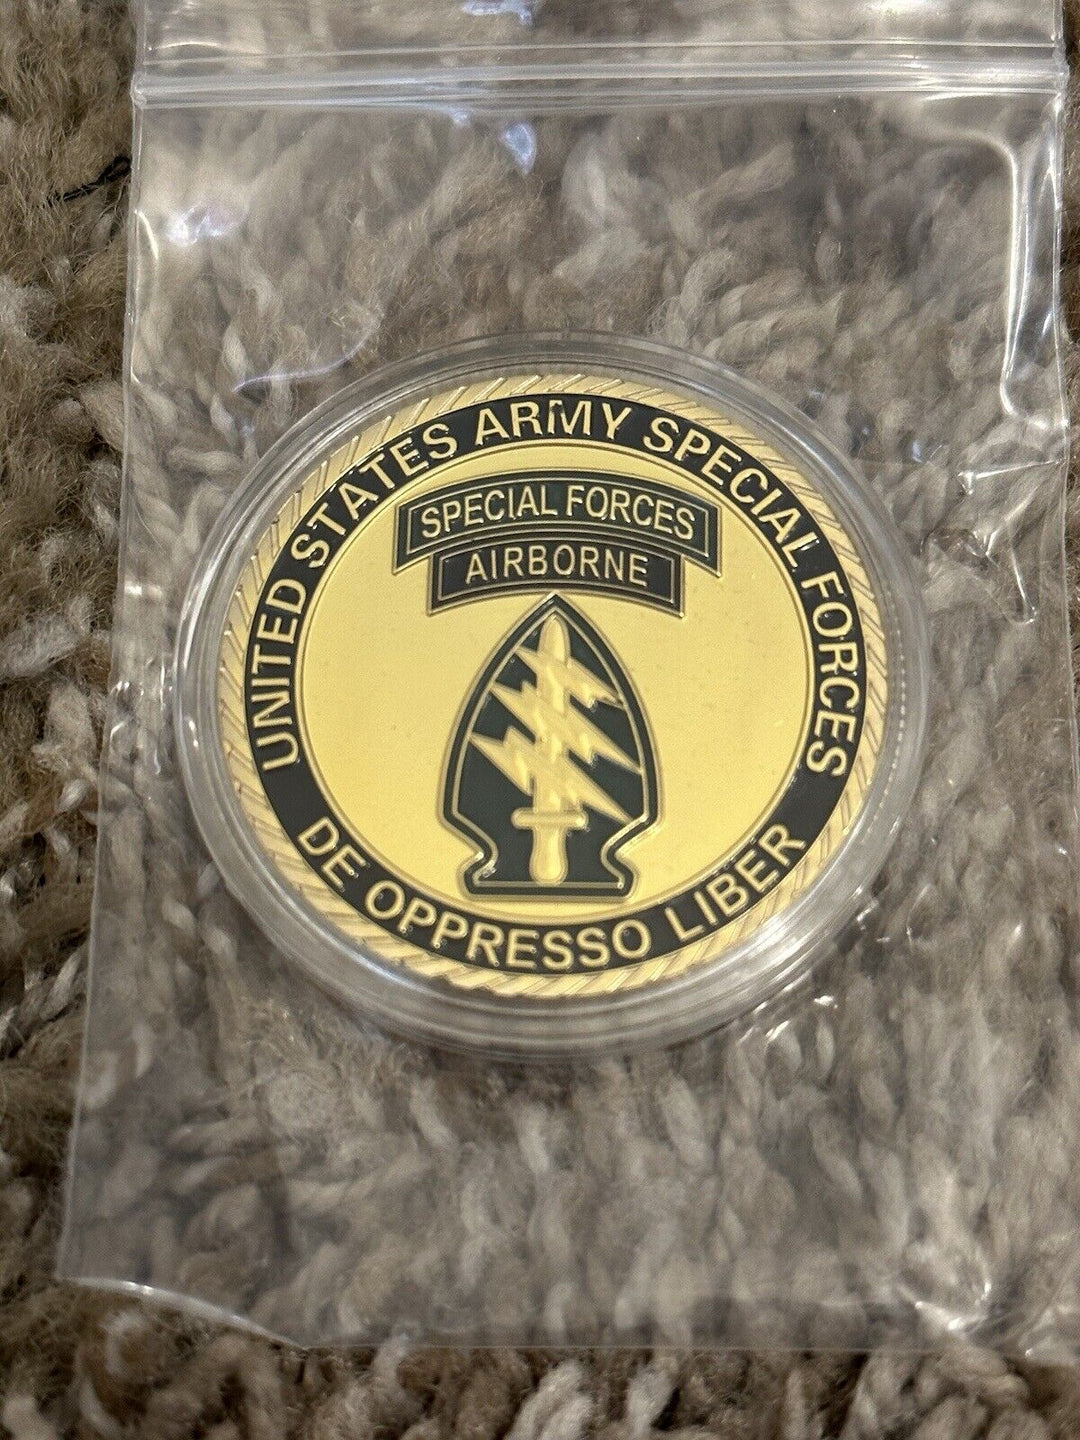 UNITED STATES ARMY SPECIAL FORCES
SPECIAL FORCES
AIRBORNE
DE OPPRESSO LIBER